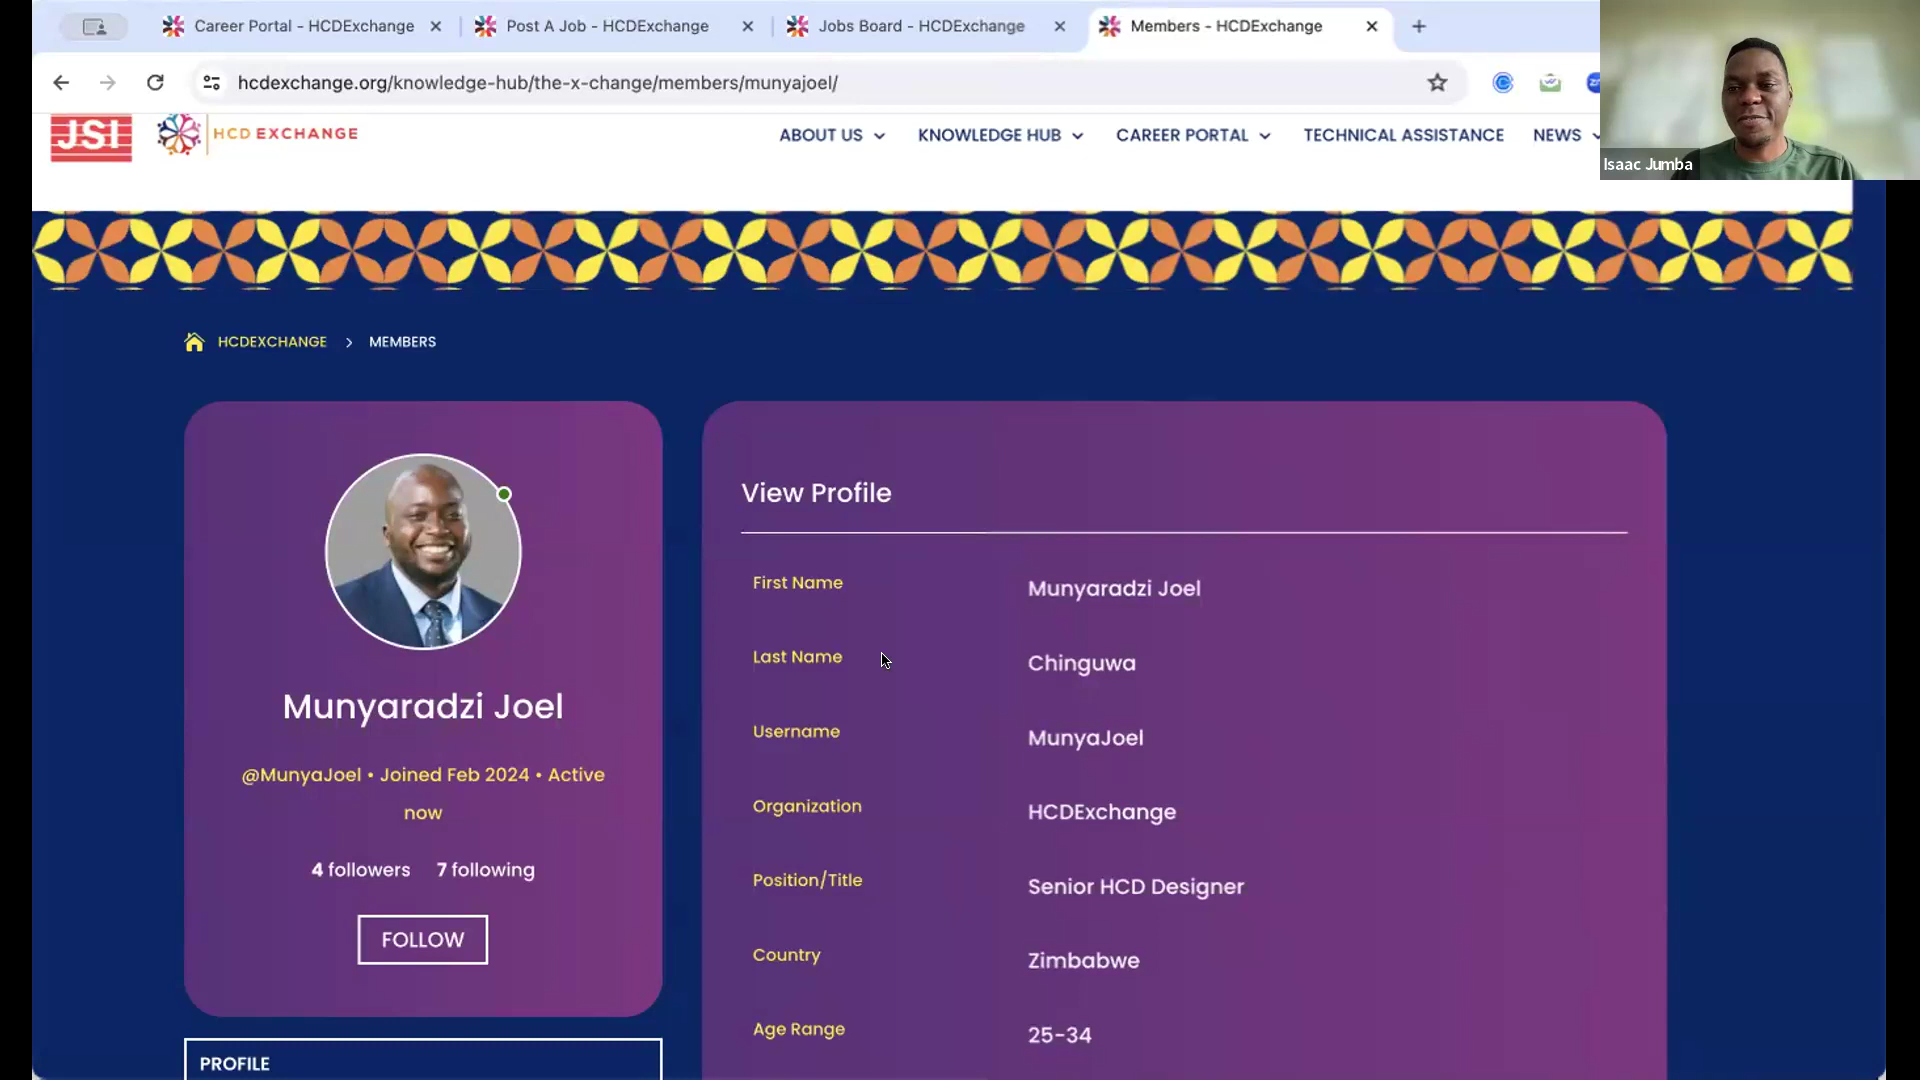 Career Portal - HCDExchange
Post A Job - HCDExchange
Jobs Board - HCDExchange
Members - HCDExchange
hcdexchange.org/knowledge-hub/the-x-change/members/munyajoel/
JSI
HCD EXCHANGE
ABOUT US
KNOWLEDGE HUB
CAREER PORTAL
TECHNICAL ASSISTANCE
NEWS
Isaac Jumba
HCDEXCHANGE
MEMBERS
Munyaradzi Joel
@MunyaJoel • Joined Feb 2024 • Active
now
4 followers 7 following
FOLLOW
PROFILE
View Profile
First Name Munyaradzi Joel
Last Name Chinguwa
Username MunyaJoel
Organization HCDExchange
Position/Title Senior HCD Designer
Country Zimbabwe
Age Range 25-34